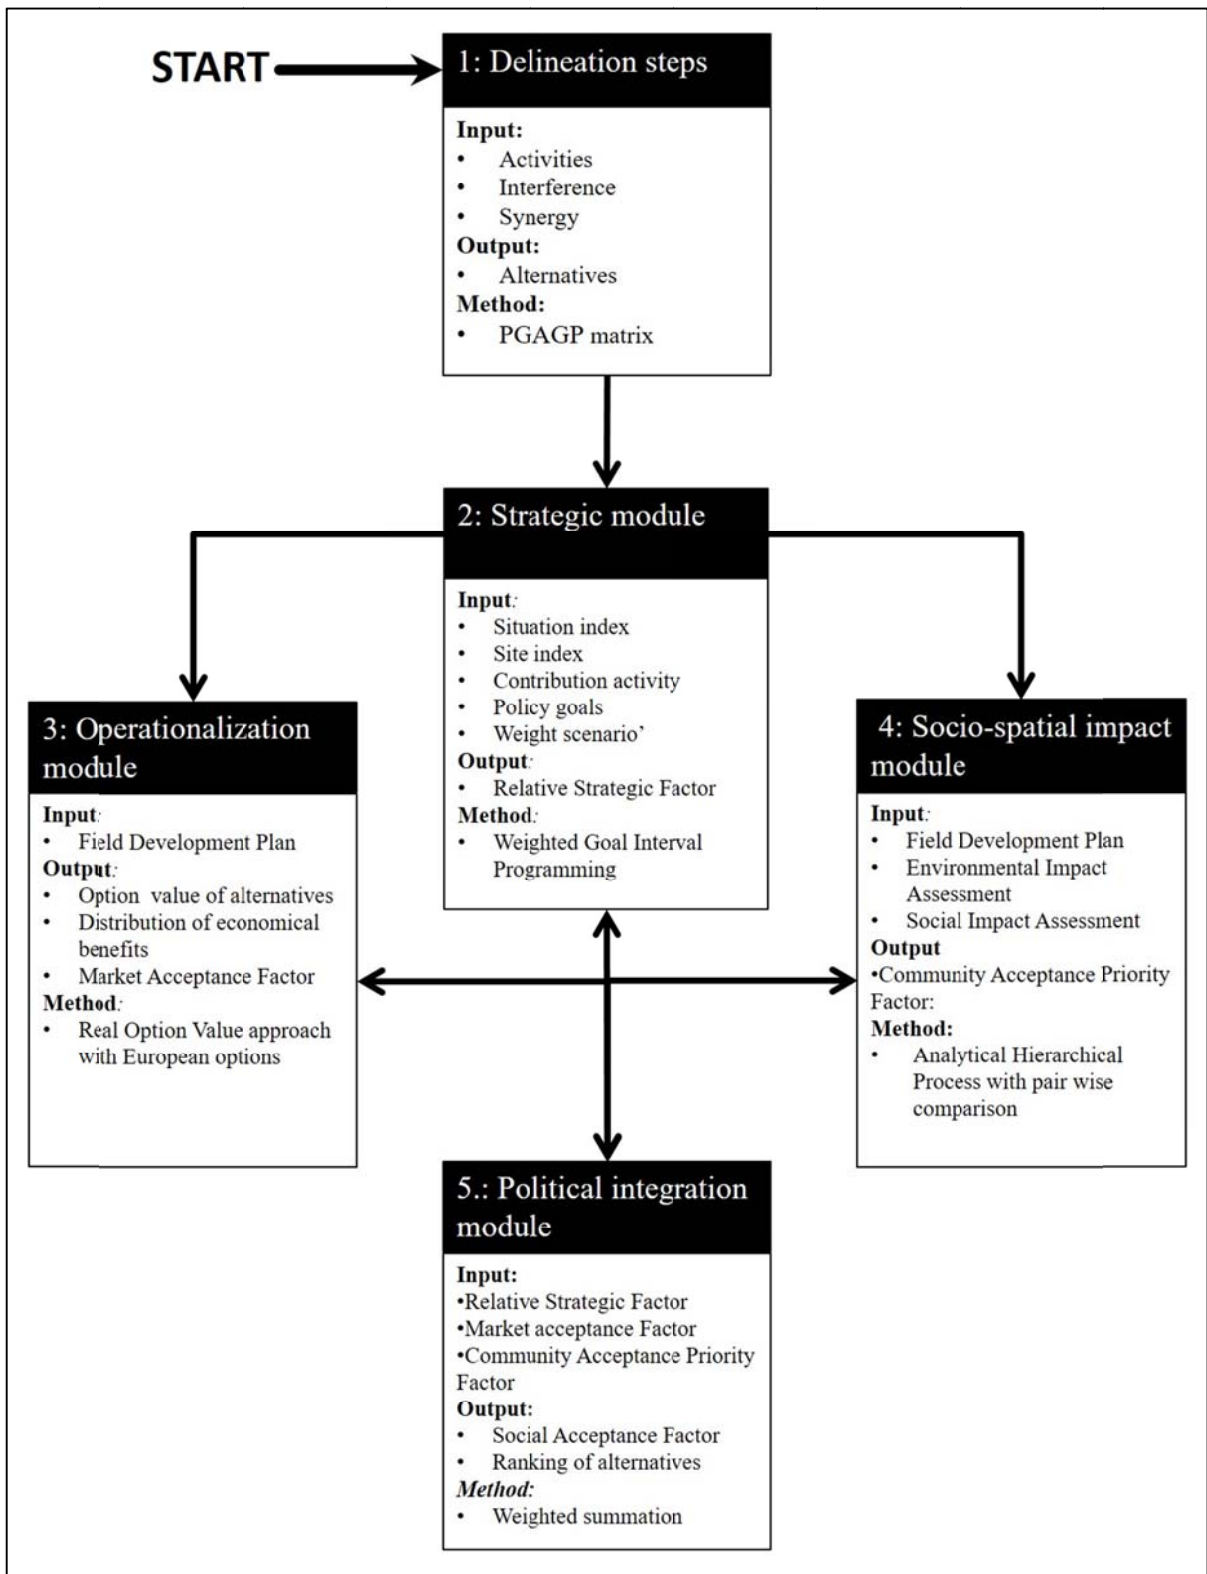 START
1: Delineation steps
Input:
• Activities
• Interference
• Synergy
Output:
• Alternatives
Method:
• PGAGP matrix
2: Strategic module
Input:
• Situation index
• Site index
• Contribution activity
• Policy goals
• Weight scenario’
Output:
• Relative Strategic Factor
Method:
• Weighted Goal Interval
Programming
3: Operationalization
module
Input:
• Field Development Plan
Output:
• Option value of alternatives
• Distribution of economical
benefits
• Market Acceptance Factor
Method:
• Real Option Value approach
with European options
4: Socio-spatial impact
module
Input:
• Field Development Plan
• Environmental Impact
Assessment
• Social Impact Assessment
Output
•Community Acceptance Priority
Factor:
Method:
• Analytical Hierarchical
Process with pair wise
comparison
5.: Political integration
module
Input:
•Relative Strategic Factor
•Market acceptance Factor
•Community Acceptance Priority
Factor
Output:
• Social Acceptance Factor
• Ranking of alternatives
Method:
• Weighted summation